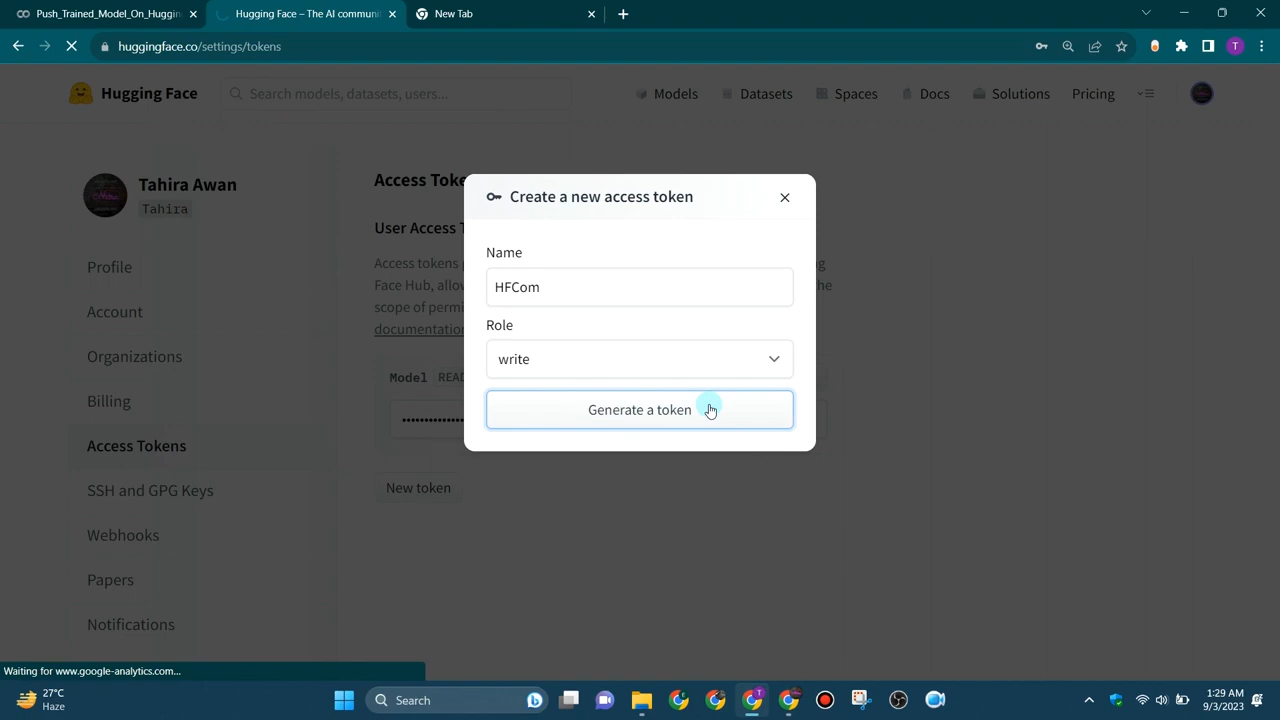 Push_Trained_Model_On_Huggin
Hugging Face – The AI communi
New Tab
huggingface.co/settings/tokens
Hugging Face
Search models, datasets, users...
Models
Datasets
Spaces
Docs
Solutions
Pricing
Tahira Awan
Tahira
Profile
Account
Organizations
Billing
Access Tokens
SSH and GPG Keys
Webhooks
Papers
Notifications
Access Toke
User Access T
Access tokens p
ng
Face Hub, allow
the
scope of permi
documentation
Model READ
New token
Create a new access token
Name
HFCom
Role
write
Generate a token
Waiting for www.google-analytics.com...
27°C
Haze
Search
1:29 AM
9/3/2023
T
T